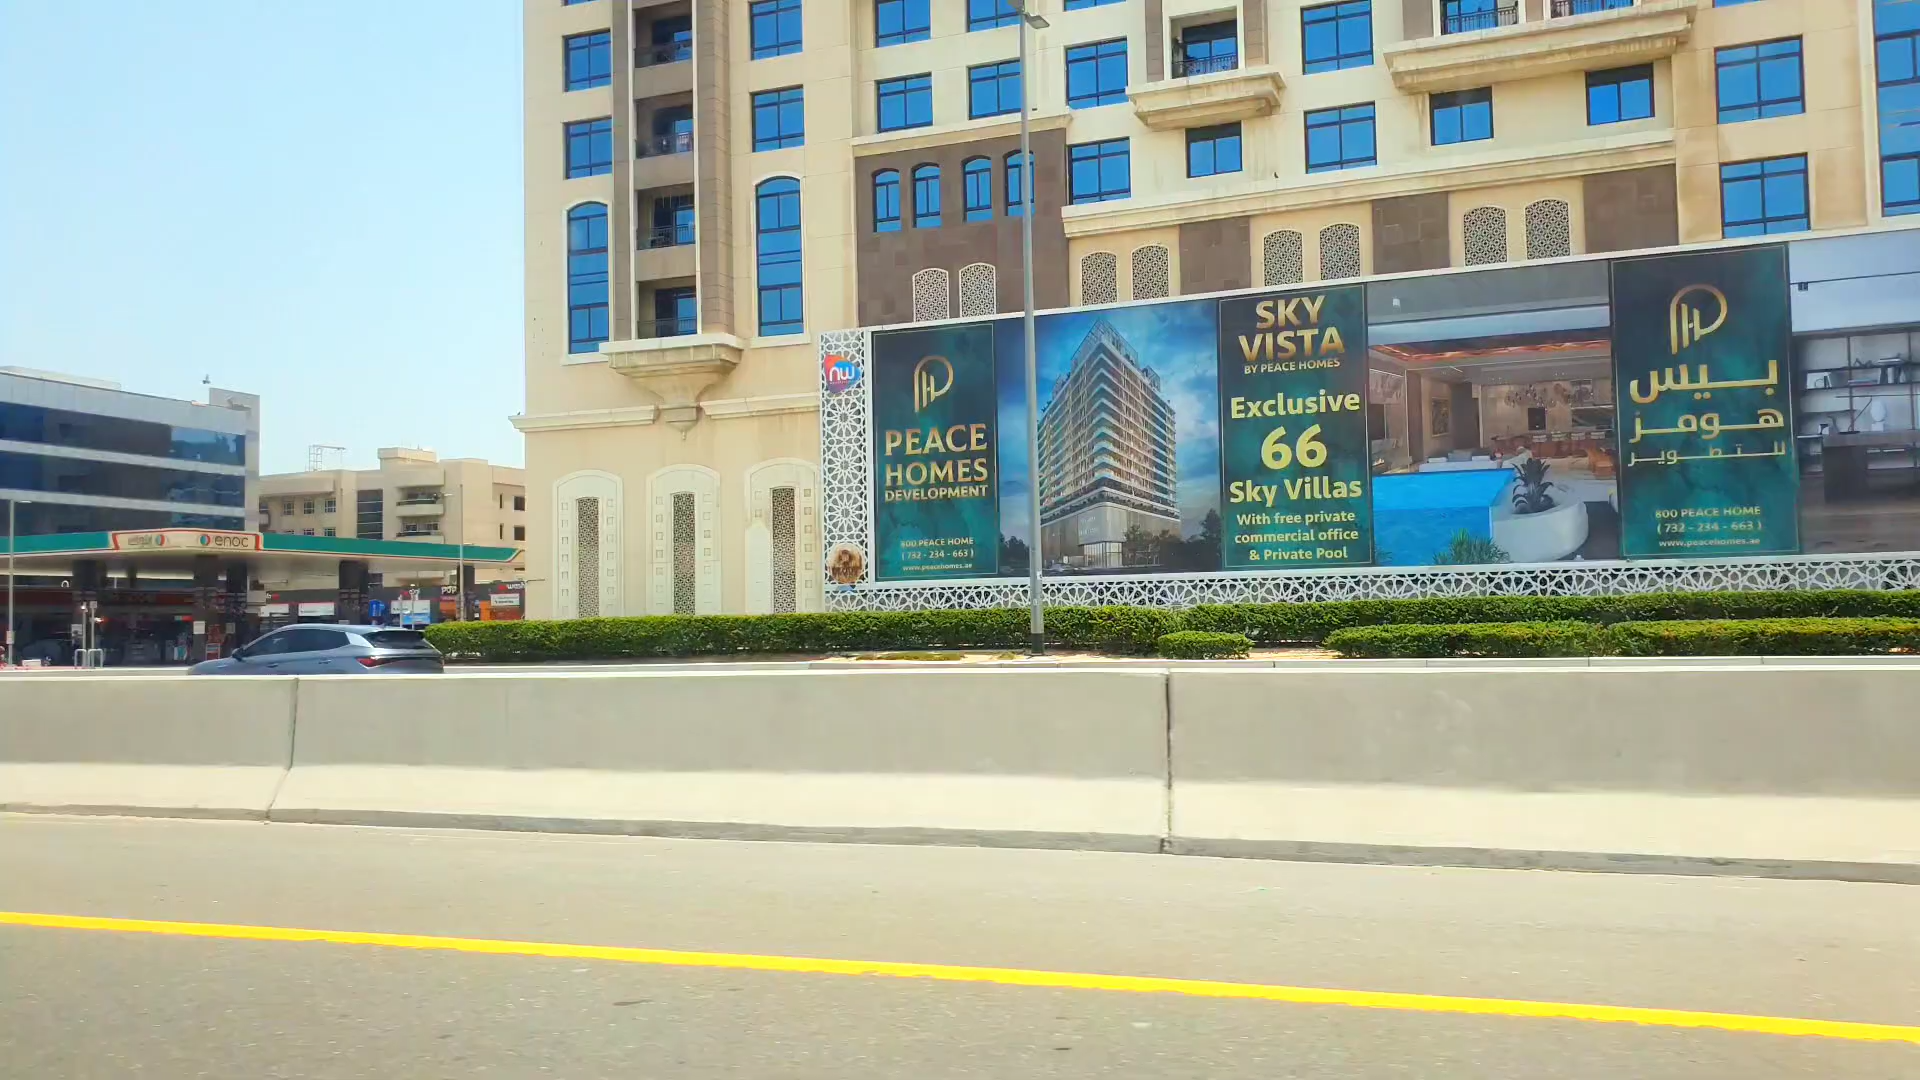 enoc
nw
PEACE
HOMES
DEVELOPMENT
800 PEACE HOME
( 732 - 234 - 663 )
www.peacehomes.ae
SKY
VISTA
BY PEACE HOMES
Exclusive
66
Sky Villas
With free private
commercial office
& Private Pool
بيس
هومز
للتطوير
800 PEACE HOME
( 732 - 234 - 663 )
www.peacehomes.ae